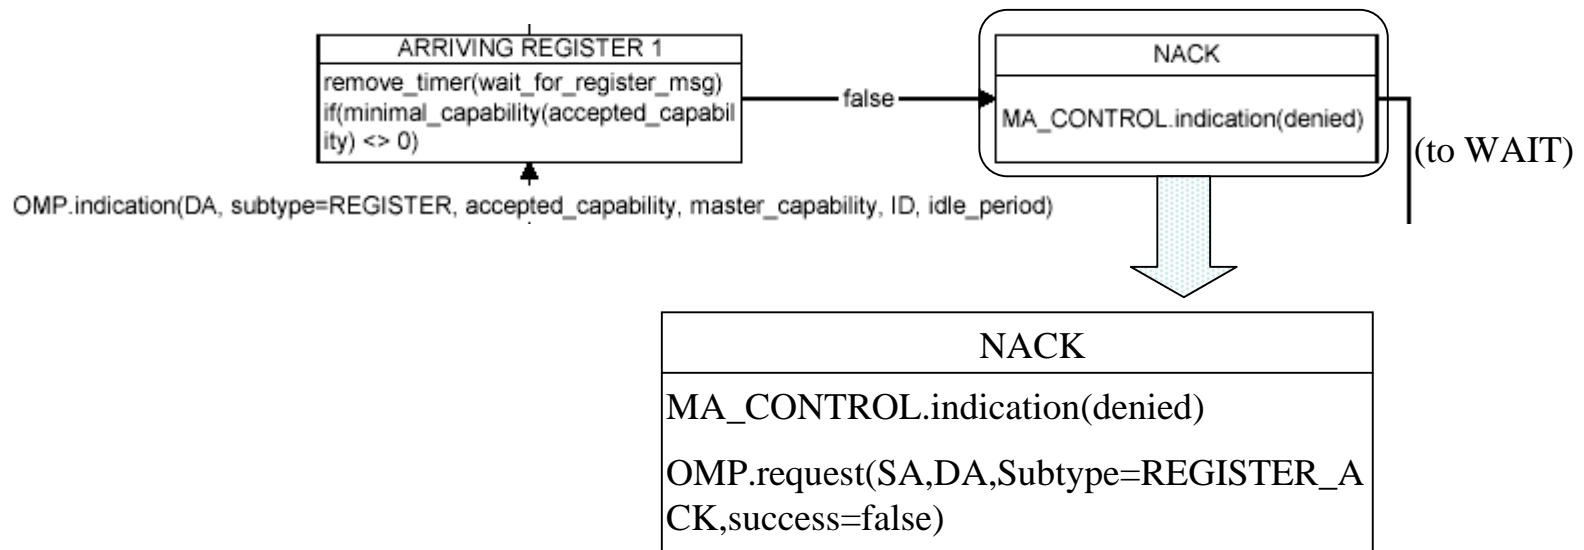 ARRIVING REGISTER 1
remove_timer(wait_for_register_msg)
if(minimal_capability(accepted_capabil
ity) <> 0)
false
NACK
MA_CONTROL.indication(denied)
(to WAIT)
OMP.indication(DA, subtype=REGISTER, accepted_capability, master_capability, ID, idle_period)
NACK
MA_CONTROL.indication(denied)
OMP.request(SA,DA,Subtype=REGISTER_A
CK,success=false)